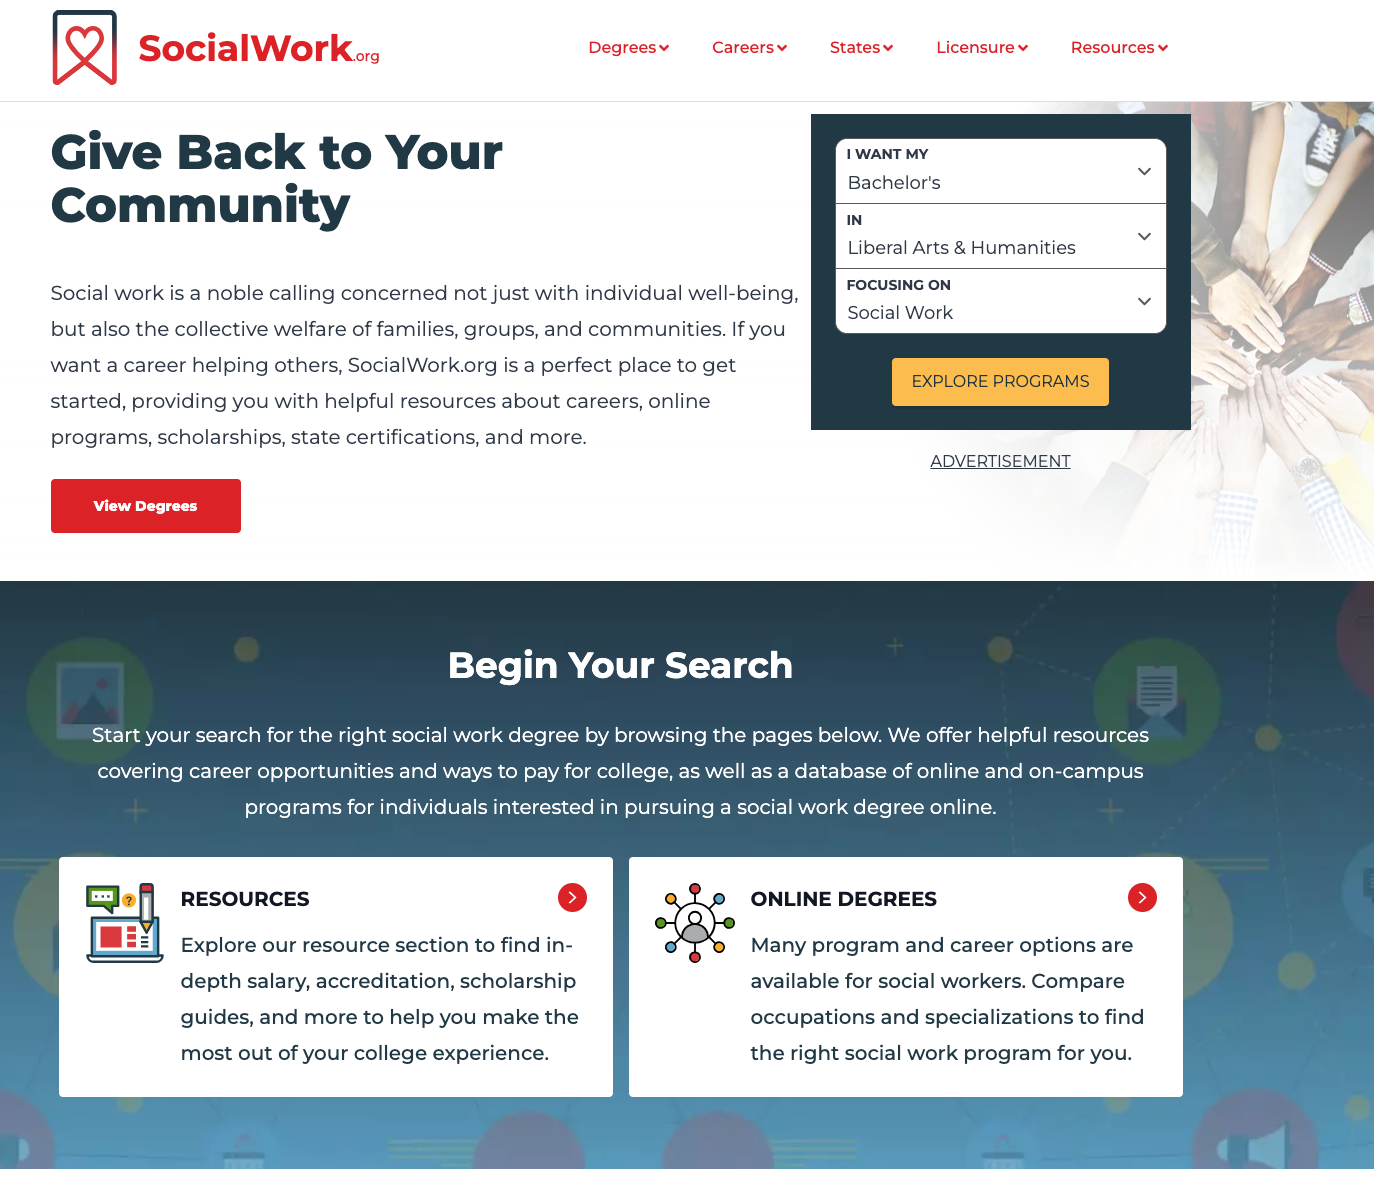 SocialWork.org
Degrees
Careers
States
Licensure
Resources
Give Back to Your
Community
Social work is a noble calling concerned not just with individual well-being,
but also the collective welfare of families, groups, and communities. If you
want a career helping others, SocialWork.org is a perfect place to get
started, providing you with helpful resources about careers, online
programs, scholarships, state certifications, and more.
View Degrees
I WANT MY
Bachelor's
IN
Liberal Arts & Humanities
FOCUSING ON
Social Work
EXPLORE PROGRAMS
ADVERTISEMENT
Begin Your Search
Start your search for the right social work degree by browsing the pages below. We offer helpful resources
covering career opportunities and ways to pay for college, as well as a database of online and on-campus
programs for individuals interested in pursuing a social work degree online.
RESOURCES
Explore our resource section to find in-
depth salary, accreditation, scholarship
guides, and more to help you make the
most out of your college experience.
ONLINE DEGREES
Many program and career options are
available for social workers. Compare
occupations and specializations to find
the right social work program for you.